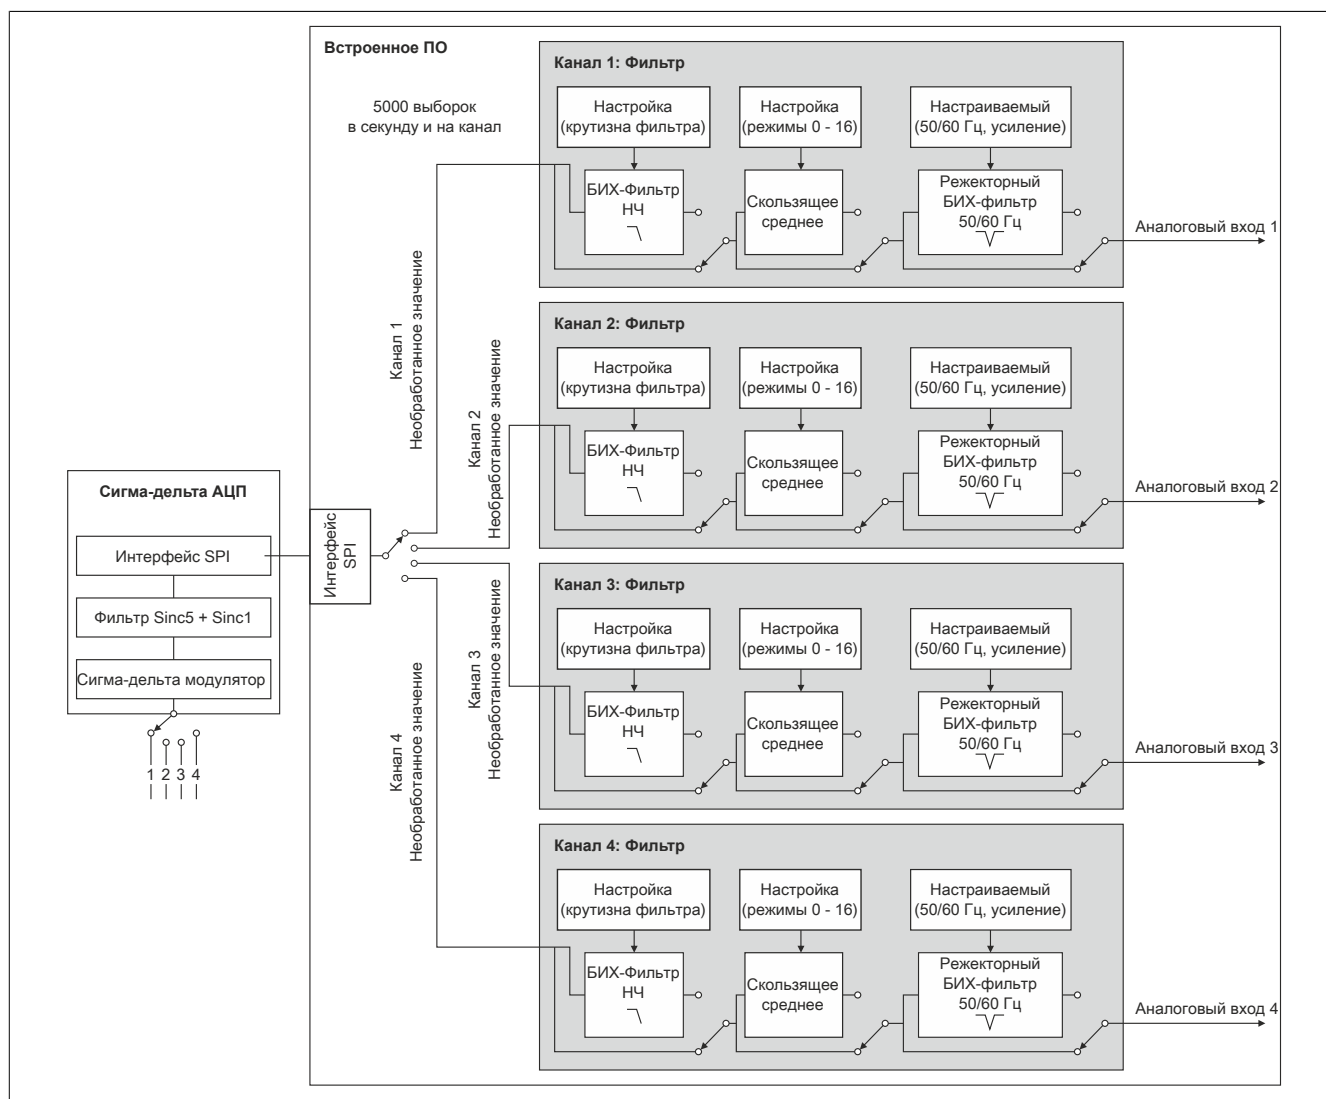 Встроенное ПО
5000 выборок
в секунду и на канал
Канал 1: Фильтр
Настройка
(крутизна фильтра)
Настройка
(режимы 0 - 16)
Настраиваемый
(50/60 Гц, усиление)
БИХ-Фильтр
НЧ
Скользящее
среднее
Режекторный
БИХ-фильтр
50/60 Гц
Аналоговый вход 1
Канал 1
Необработанное значение
Канал 2: Фильтр
Настройка
(крутизна фильтра)
Настройка
(режимы 0 - 16)
Настраиваемый
(50/60 Гц, усиление)
БИХ-Фильтр
НЧ
Скользящее
среднее
Режекторный
БИХ-фильтр
50/60 Гц
Аналоговый вход 2
Канал 2
Необработанное значение
Сигма-дельта АЦП
Интерфейс SPI
Фильтр Sinc5 + Sinc1
Сигма-дельта модулятор
1 2 3 4
Интерфейс
SPI
Канал 3: Фильтр
Настройка
(крутизна фильтра)
Настройка
(режимы 0 - 16)
Настраиваемый
(50/60 Гц, усиление)
БИХ-Фильтр
НЧ
Скользящее
среднее
Режекторный
БИХ-фильтр
50/60 Гц
Аналоговый вход 3
Канал 3
Необработанное значение
Канал 4
Необработанное значение
Канал 4: Фильтр
Настройка
(крутизна фильтра)
Настройка
(режимы 0 - 16)
Настраиваемый
(50/60 Гц, усиление)
БИХ-Фильтр
НЧ
Скользящее
среднее
Режекторный
БИХ-фильтр
50/60 Гц
Аналоговый вход 4